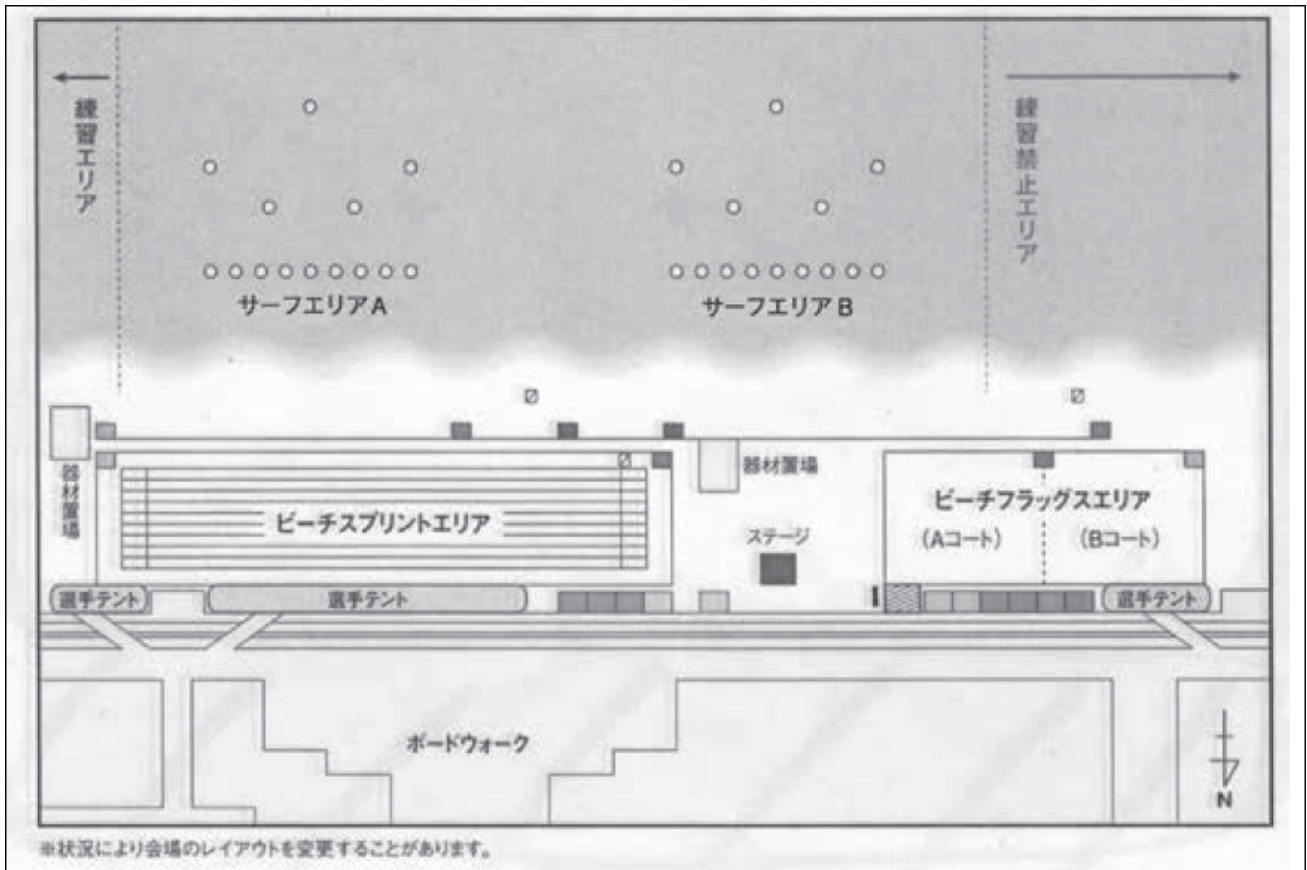 練習エリア
練習禁止エリア
サーフエリアA
サーフエリアB
器材置場
器材置場
ビーチスプリントエリア
ステージ
ビーチフラッグスエリア
(Aコート)
(Bコート)
選手テント
選手テント
選手テント
ボードウォーク
N
※状況により会場のレイアウトを変更することがあります。